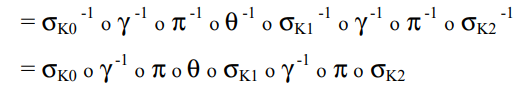 = σK0⁻¹ o γ⁻¹ o π⁻¹ o θ⁻¹ o σK1⁻¹ o γ⁻¹ o π⁻¹ o σK2⁻¹
= σK0 o γ⁻¹ o π o θ o σK1 o γ⁻¹ o π o σK2